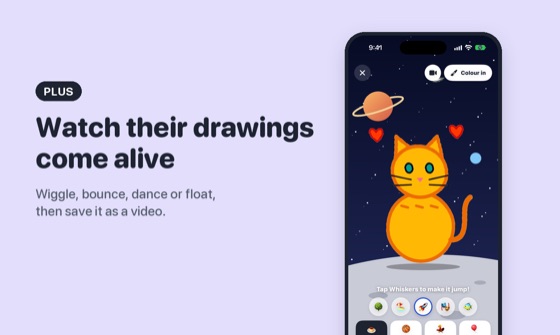 PLUS
Watch their drawings
come alive
Wiggle, bounce, dance or float,
then save it as a video.
9:41
Colour in
Tap Whiskers to make it jump!